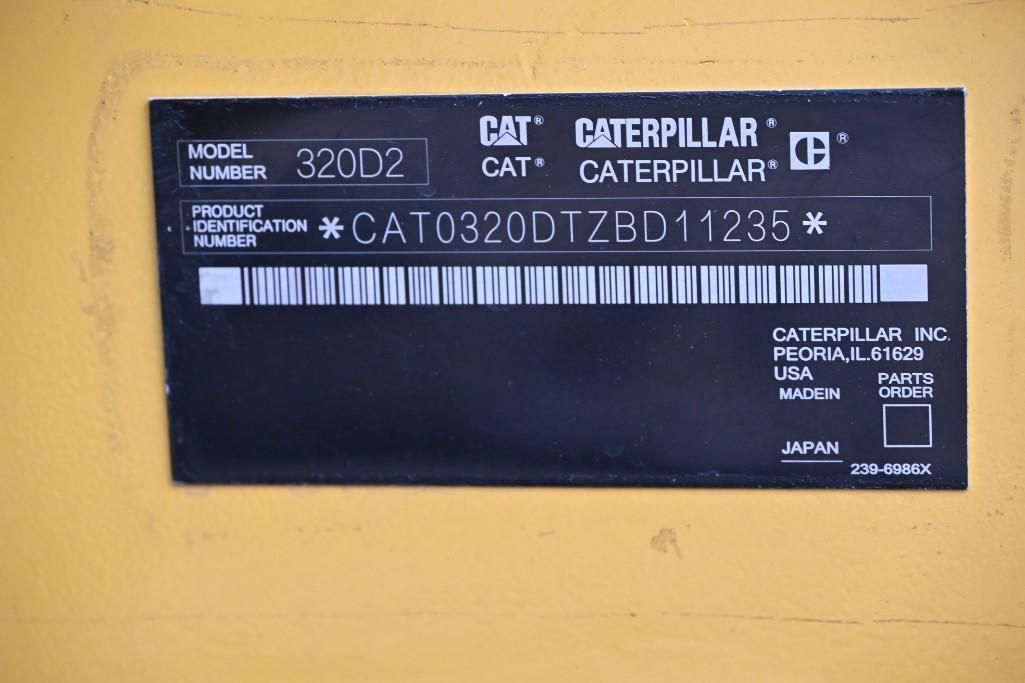 CAT® CATERPILLAR® ®
CAT® CATERPILLAR®
MODEL
NUMBER 320D2
PRODUCT
IDENTIFICATION
NUMBER *CAT0320DTZBD11235*
CATERPILLAR INC.
PEORIA,IL.61629
USA
MADEIN
PARTS
ORDER
JAPAN
239-6986X